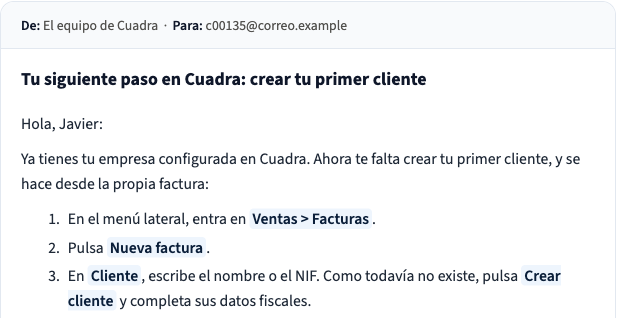 De: El equipo de Cuadra · Para: c00135@correo.example
Tu siguiente paso en Cuadra: crear tu primer cliente
Hola, Javier:
Ya tienes tu empresa configurada en Cuadra. Ahora te falta crear tu primer cliente, y se
hace desde la propia factura:
1. En el menú lateral, entra en Ventas > Facturas.
2. Pulsa Nueva factura.
3. En Cliente, escribe el nombre o el NIF. Como todavía no existe, pulsa Crear
cliente y completa sus datos fiscales.